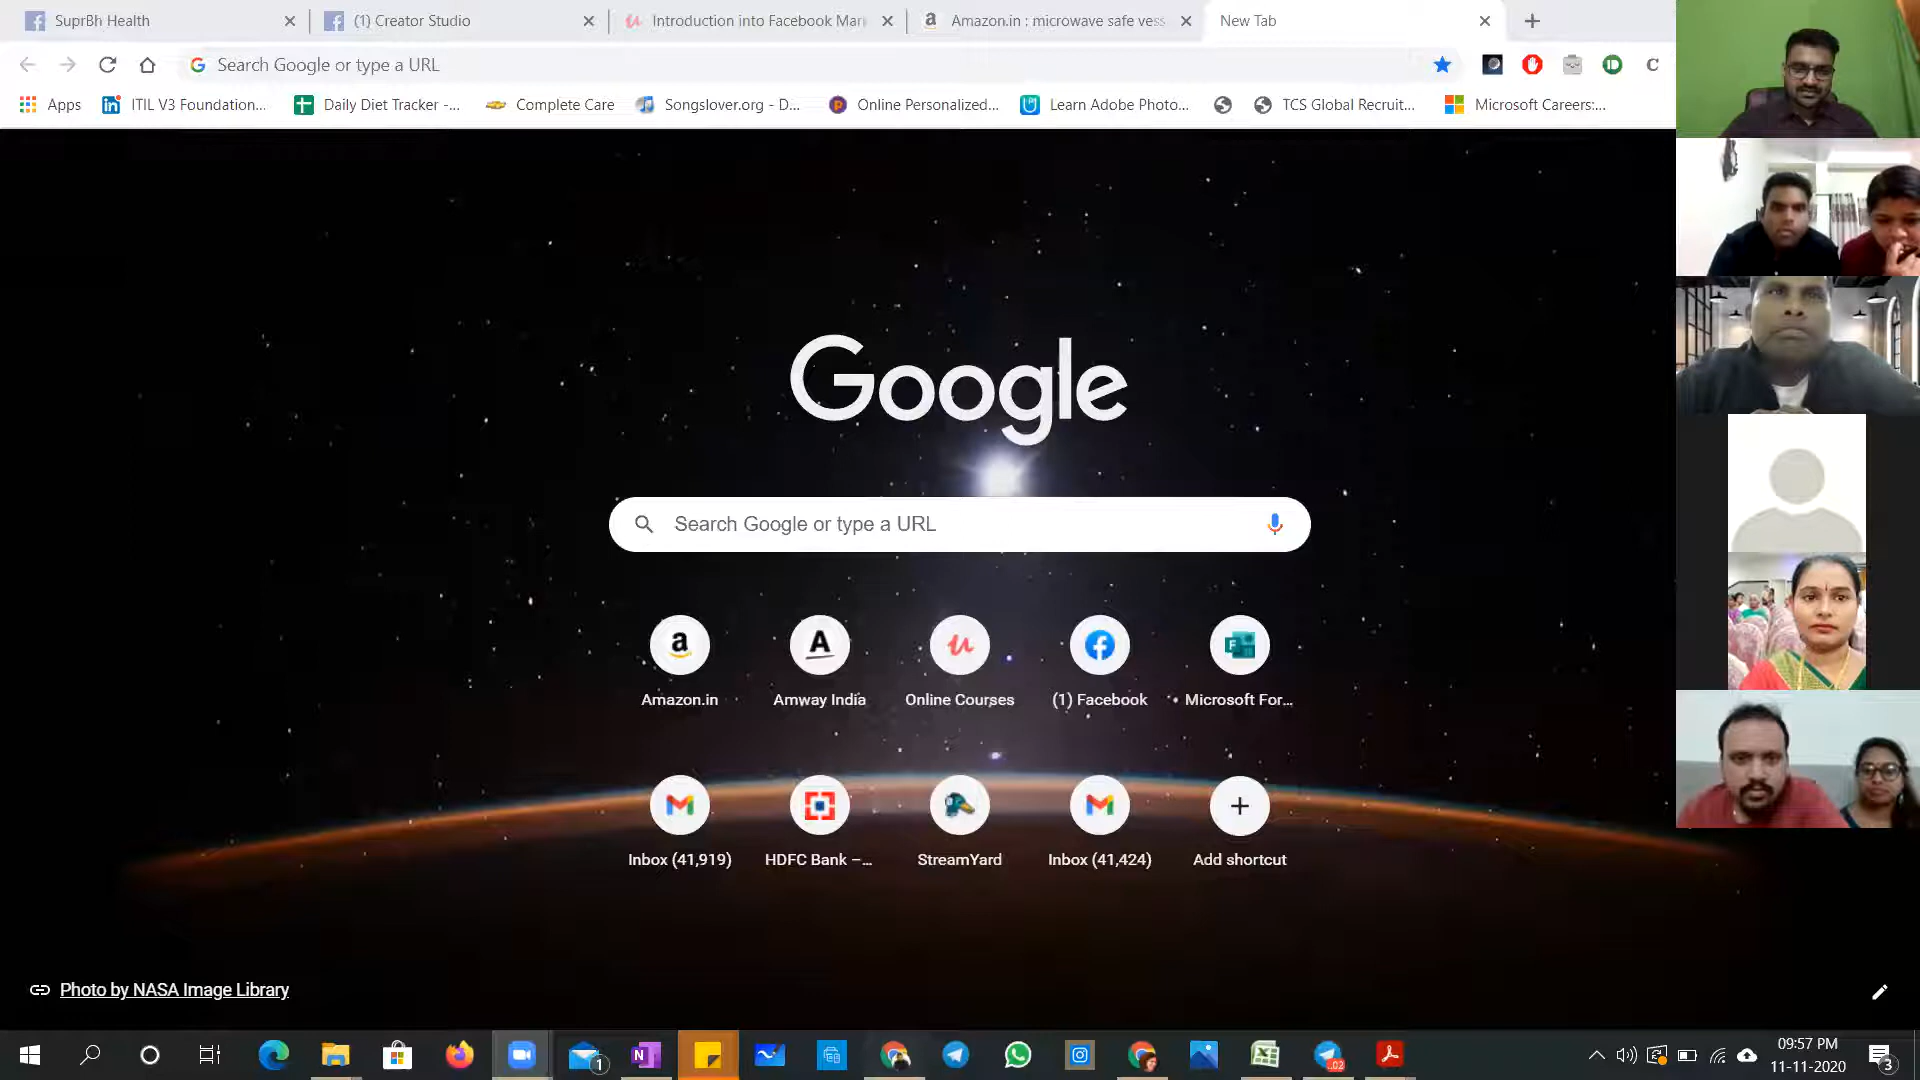 SuprBh Health
(1) Creator Studio
Introduction into Facebook Mar
Amazon.in : microwave safe vess
New Tab
Search Google or type a URL
Apps
ITIL V3 Foundation...
Daily Diet Tracker -...
Complete Care
Songslover.org - D...
Online Personalized...
Learn Adobe Photo...
TCS Global Recruit...
Microsoft Careers:...
Google
Search Google or type a URL
Amazon.in
Amway India
Online Courses
(1) Facebook
Microsoft For...
Inbox (41,919)
HDFC Bank –...
StreamYard
Inbox (41,424)
Add shortcut
Photo by NASA Image Library
1
..02
09:57 PM
11-11-2020
3